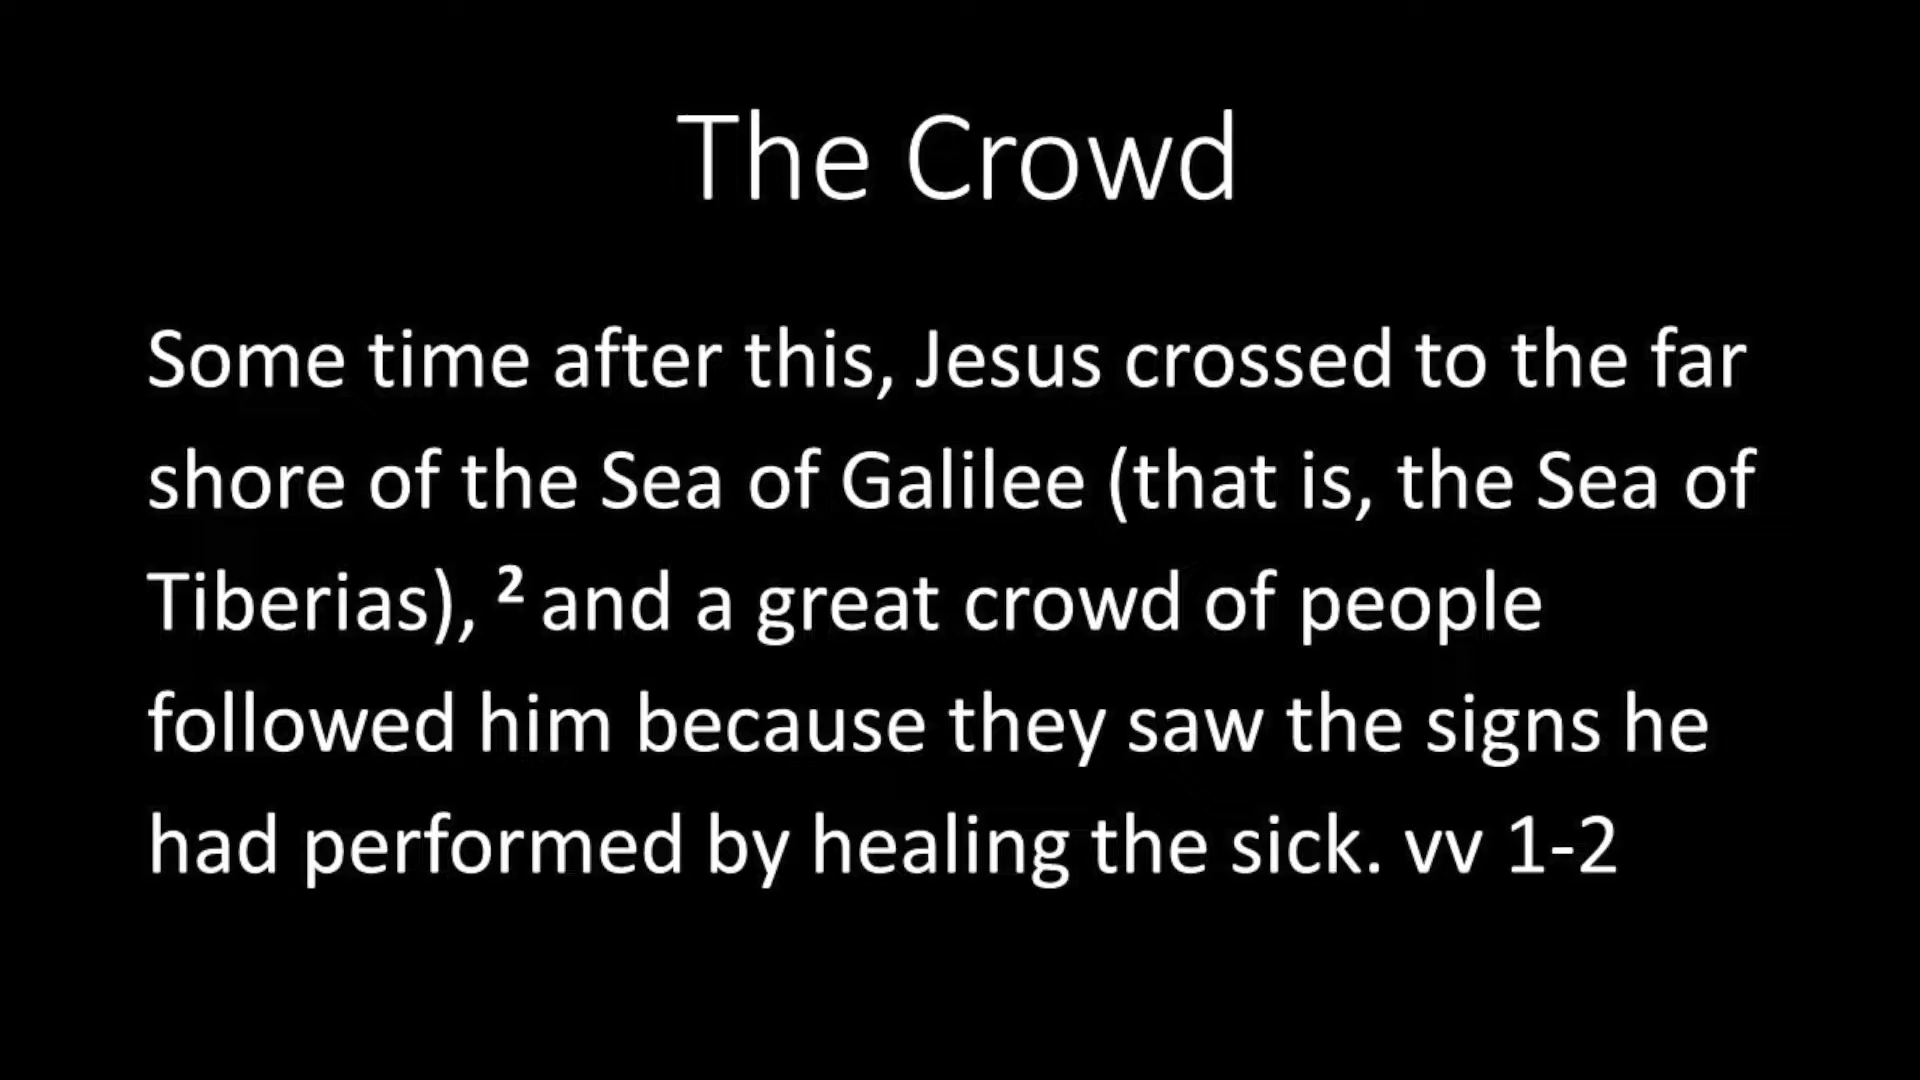 The Crowd
Some time after this, Jesus crossed to the far
shore of the Sea of Galilee (that is, the Sea of
Tiberias), ² and a great crowd of people
followed him because they saw the signs he
had performed by healing the sick. vv 1-2